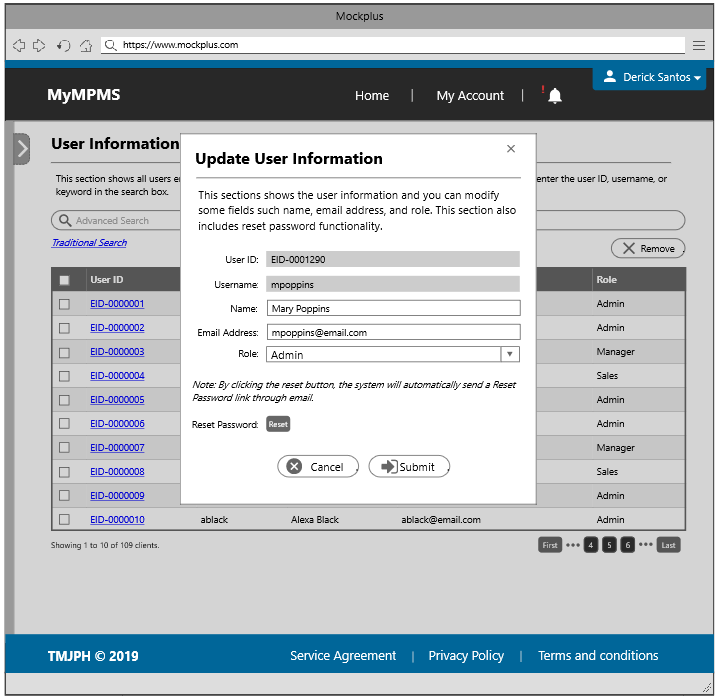 Mockplus
https://www.mockplus.com
Derick Santos
MyMPMS
Home | My Account | !
User Information
This section shows all users e
enter the user ID, username, or
keyword in the search box.
Advanced Search
Traditional Search
Remove
User ID
Role
EID-0000001
Admin
EID-0000002
Admin
EID-0000003
Manager
EID-0000004
Sales
EID-0000005
Admin
EID-0000006
Admin
EID-0000007
Manager
EID-0000008
Sales
EID-0000009
Admin
EID-0000010 ablack Alexa Black ablack@email.com Admin
Showing 1 to 10 of 109 clients.
First ••• 4 5 6 ••• Last
Update User Information
This sections shows the user information and you can modify
some fields such name, email address, and role. This section also
includes reset password functionality.
User ID: EID-0001290
Username: mpoppins
Name: Mary Poppins
Email Address: mpoppins@email.com
Role: Admin
Note: By clicking the reset button, the system will automatically send a Reset
Password link through email.
Reset Password: Reset
Cancel
Submit
TMJPH © 2019
Service Agreement | Privacy Policy | Terms and conditions